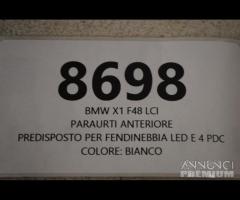 8698
BMW X1 F48 LCI
PARAURTI ANTERIORE
PREDISPOSTO PER FENDINEBBIA LED E 4 PDC
COLORE: BIANCO
ANNUNCI
PREMIUM